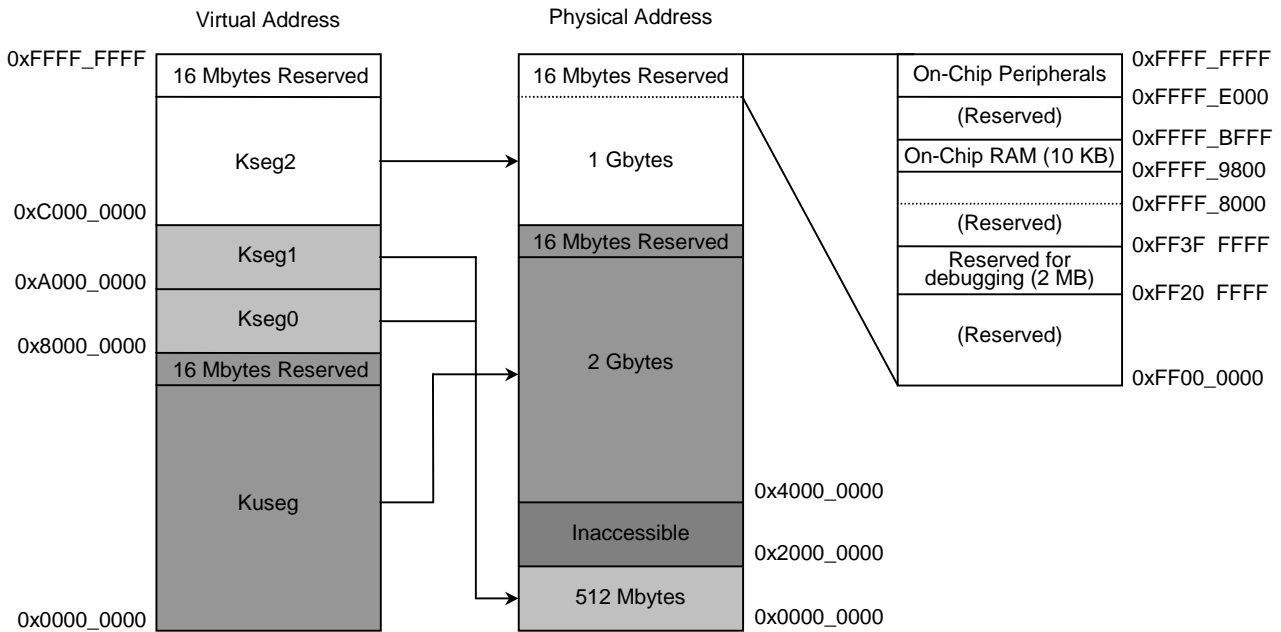 Virtual Address
Physical Address
0xFFFF_FFFF
16 Mbytes Reserved
Kseg2
0xC000_0000
Kseg1
0xA000_0000
Kseg0
0x8000_0000
16 Mbytes Reserved
Kuseg
0x0000_0000
16 Mbytes Reserved
1 Gbytes
16 Mbytes Reserved
2 Gbytes
0x4000_0000
Inaccessible
0x2000_0000
512 Mbytes
0x0000_0000
On-Chip Peripherals
0xFFFF_FFFF
0xFFFF_E000
(Reserved)
0xFFFF_BFFF
On-Chip RAM (10 KB)
0xFFFF_9800
0xFFFF_8000
(Reserved)
0xFF3F FFFF
Reserved for
debugging (2 MB)
0xFF20 FFFF
(Reserved)
0xFF00_0000